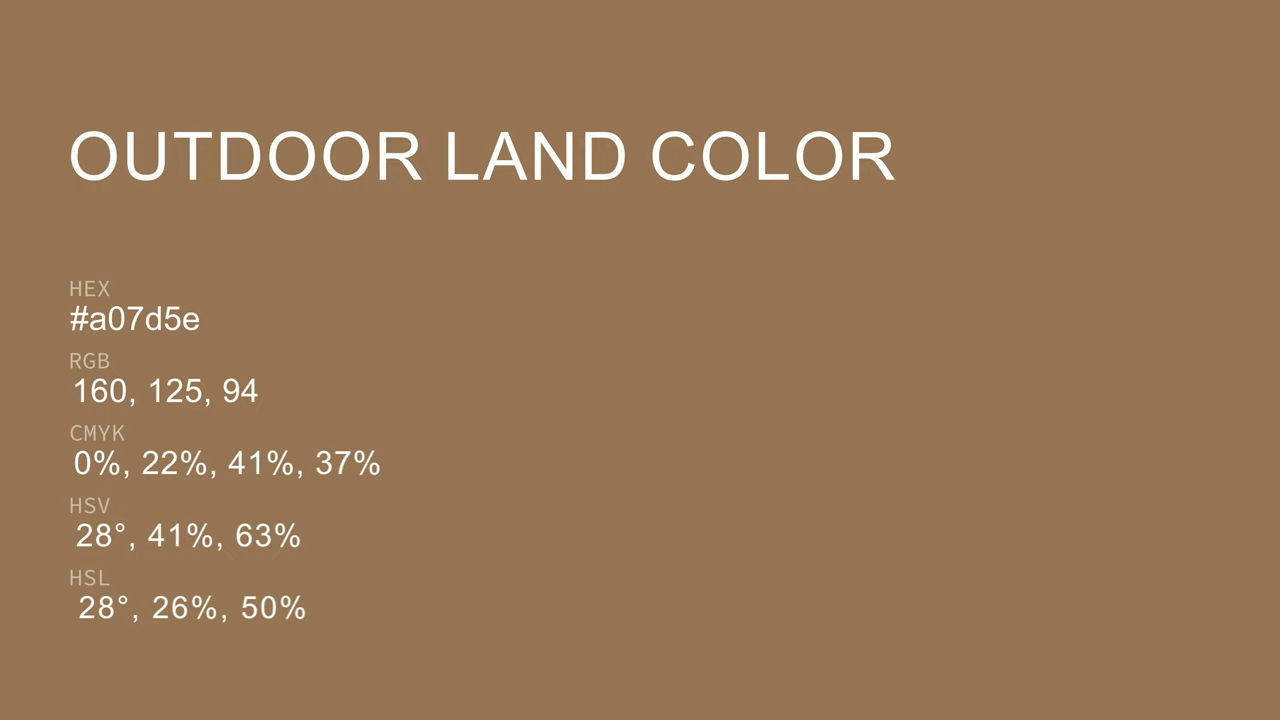 OUTDOOR LAND COLOR
HEX
#a07d5e
RGB
160, 125, 94
CMYK
0%, 22%, 41%, 37%
HSV
28°, 41%, 63%
HSL
28°, 26%, 50%